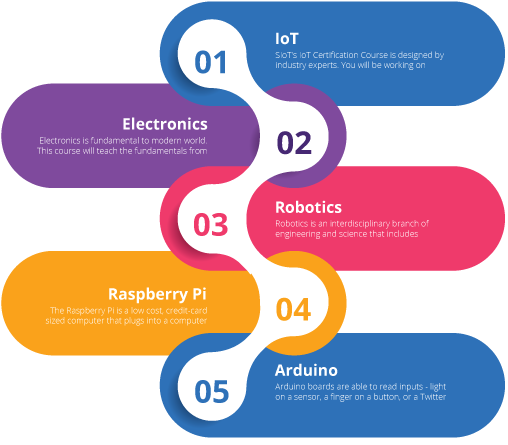 01
IoT
SIoT's IoT Certification Course is designed by
industry experts. You will be working on
Electronics
Electronics is fundamental to modern world.
This course will teach the fundamentals from
02
03
Robotics
Robotics is an interdisciplinary branch of
engineering and science that includes
Raspberry Pi
The Raspberry Pi is a low cost, credit-card
sized computer that plugs into a computer
04
05
Arduino
Arduino boards are able to read inputs - light
on a sensor, a finger on a button, or a Twitter